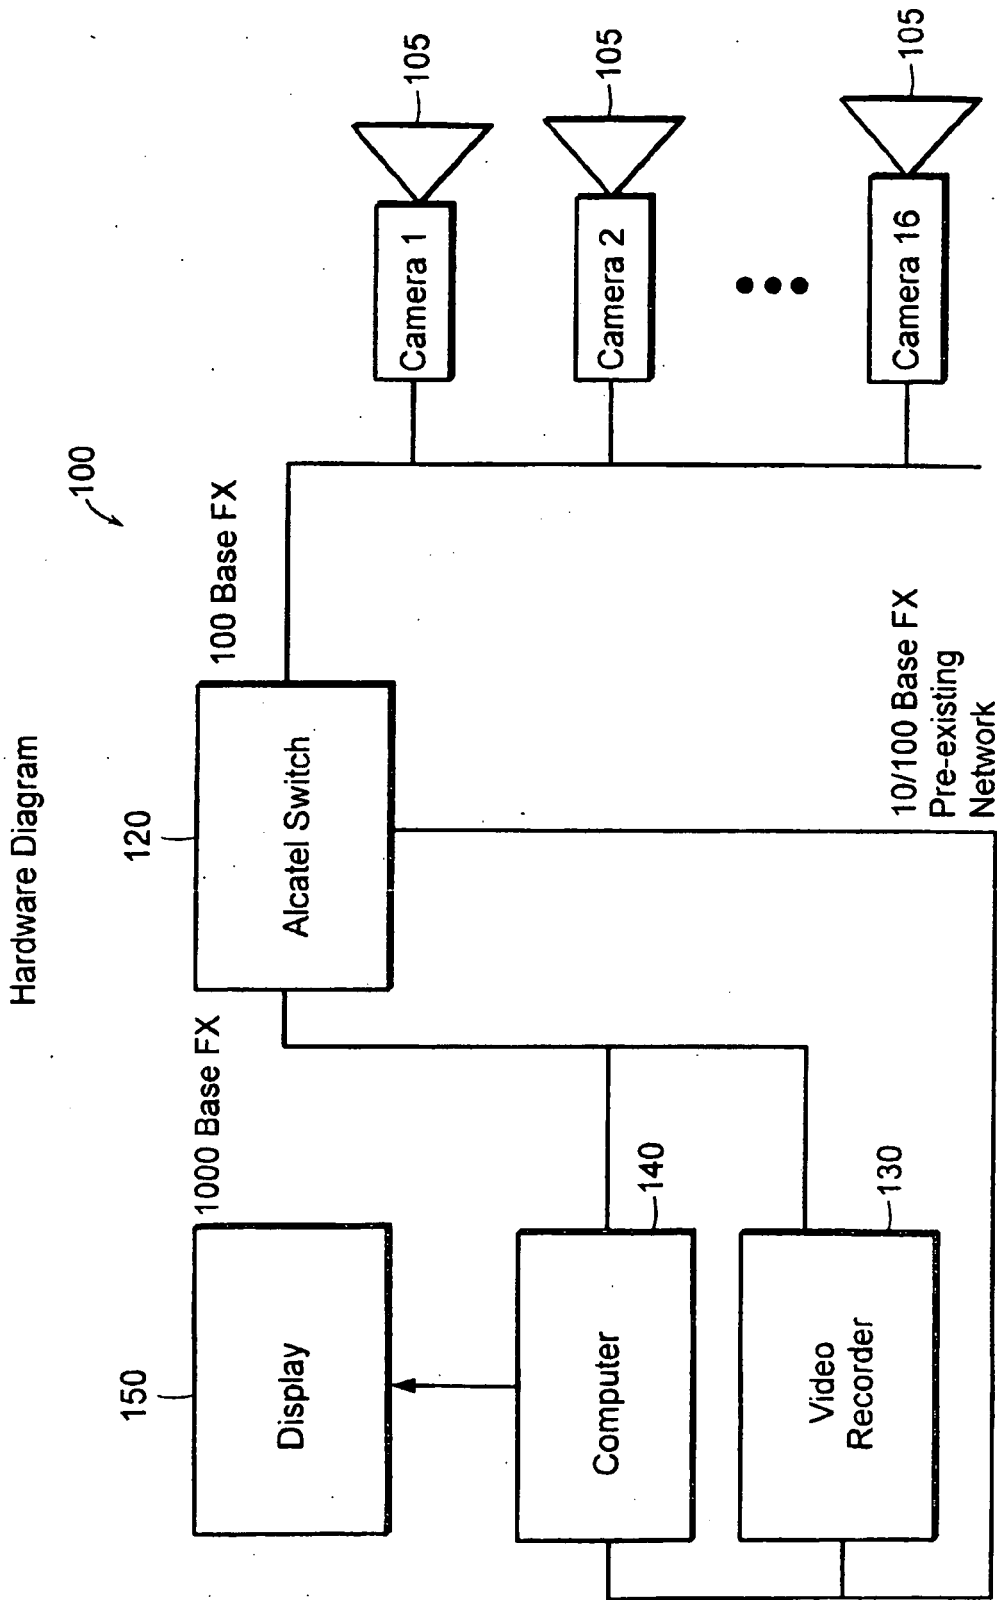 Hardware Diagram
100
150
Display
1000 Base FX
120
Alcatel Switch
100 Base FX
Computer
140
Video
Recorder
130
10/100 Base FX
Pre-existing
Network
Camera 1
105
Camera 2
105
Camera 16
105